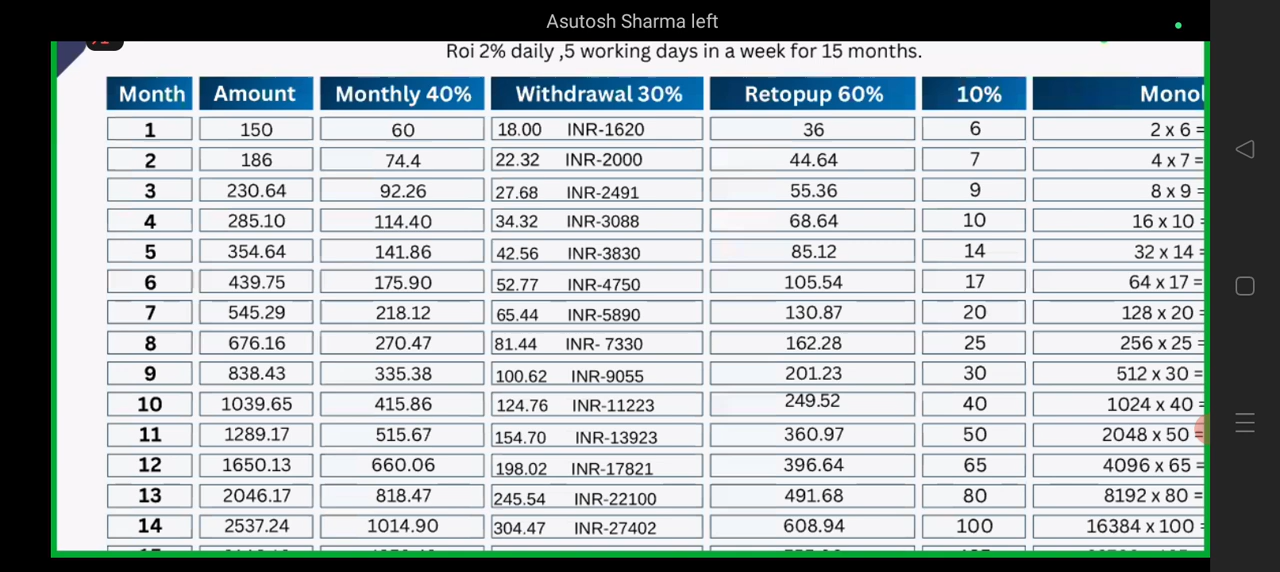 Asutosh Sharma left
Roi 2% daily ,5 working days in a week for 15 months.
Month Amount Monthly 40% Withdrawal 30% Retopup 60% 10% Monol
1 150 60 18.00 INR-1620 36 6 2 x 6 =
2 186 74.4 22.32 INR-2000 44.64 7 4 x 7 =
3 230.64 92.26 27.68 INR-2491 55.36 9 8 x 9 =
4 285.10 114.40 34.32 INR-3088 68.64 10 16 x 10 =
5 354.64 141.86 42.56 INR-3830 85.12 14 32 x 14 =
6 439.75 175.90 52.77 INR-4750 105.54 17 64 x 17 =
7 545.29 218.12 65.44 INR-5890 130.87 20 128 x 20 =
8 676.16 270.47 81.44 INR- 7330 162.28 25 256 x 25 =
9 838.43 335.38 100.62 INR-9055 201.23 30 512 x 30 =
10 1039.65 415.86 124.76 INR-11223 249.52 40 1024 x 40 =
11 1289.17 515.67 154.70 INR-13923 360.97 50 2048 x 50 =
12 1650.13 660.06 198.02 INR-17821 396.64 65 4096 x 65 =
13 2046.17 818.47 245.54 INR-22100 491.68 80 8192 x 80 =
14 2537.24 1014.90 304.47 INR-27402 608.94 100 16384 x 100 =